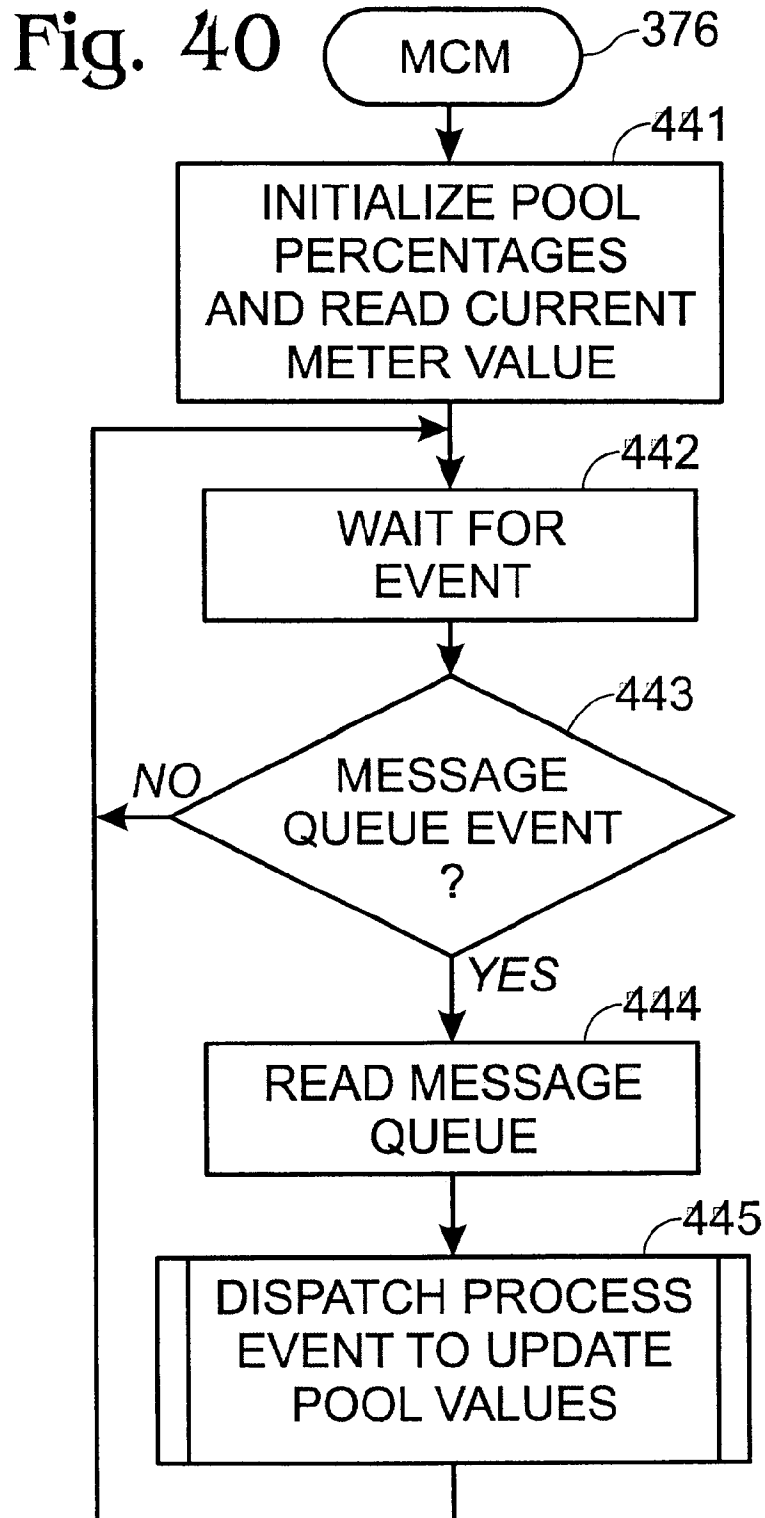 Fig. 40
MCM
376
441
INITIALIZE POOL
PERCENTAGES
AND READ CURRENT
METER VALUE
442
WAIT FOR
EVENT
443
MESSAGE
QUEUE EVENT
?
NO
YES
444
READ MESSAGE
QUEUE
445
DISPATCH PROCESS
EVENT TO UPDATE
POOL VALUES